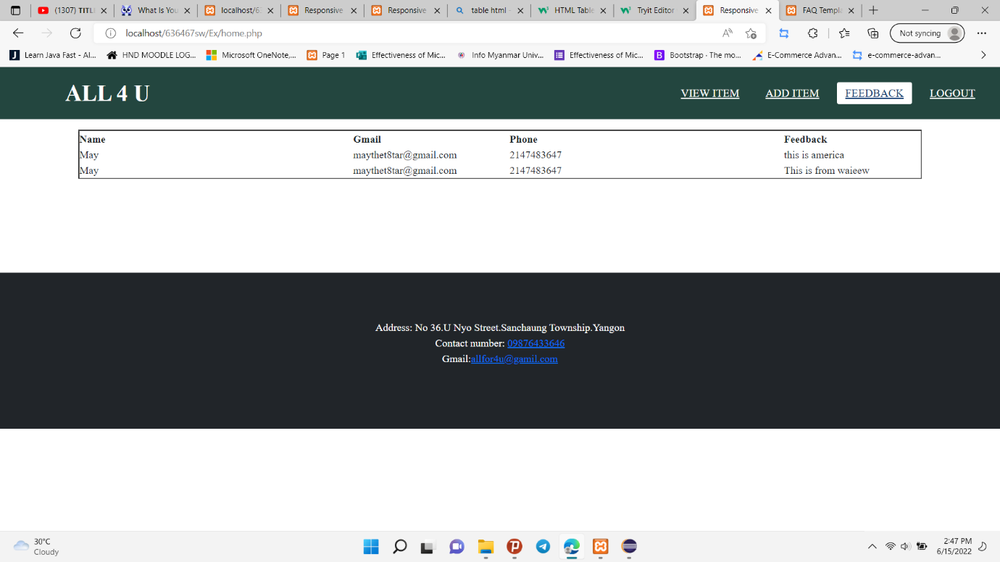 (1307) TITL
What Is You
localhost/63
Responsive
Responsive
table html -
HTML Table
Tryit Editor
Responsive
FAQ Templa
localhost/636467sw/Ex/home.php
Not syncing
Learn Java Fast - Al...
HND MOODLE LOG...
Microsoft OneNote,...
Page 1
Effectiveness of Mic...
Info Myanmar Univ...
Effectiveness of Mic...
Bootstrap · The mo...
E-Commerce Advan...
e-commerce-advan...
ALL 4 U
VIEW ITEM ADD ITEM FEEDBACK LOGOUT
Name Gmail Phone Feedback
May maythet8tar@gmail.com 2147483647 this is america
May maythet8tar@gmail.com 2147483647 This is from waieew
Address: No 36.U Nyo Street.Sanchaung Township.Yangon
Contact number: 09876433646
Gmail:allfor4u@gamil.com
30°C
Cloudy
2:47 PM
6/15/2022